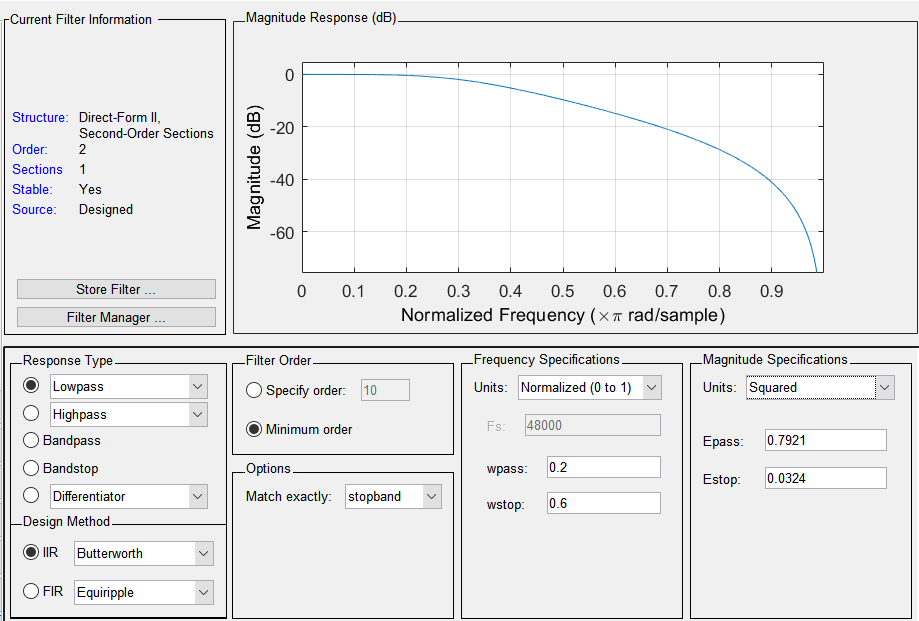 Current Filter Information
Structure: Direct-Form II,
Second-Order Sections
Order: 2
Sections 1
Stable: Yes
Source: Designed
Store Filter ...
Filter Manager ...
Magnitude Response (dB)
Magnitude (dB)
0
-20
-40
-60
0 0.1 0.2 0.3 0.4 0.5 0.6 0.7 0.8 0.9
Normalized Frequency (×π rad/sample)
Response Type
Lowpass
Highpass
Bandpass
Bandstop
Differentiator
Design Method
IIR Butterworth
FIR Equiripple
Filter Order
Specify order: 10
Minimum order
Options
Match exactly: stopband
Frequency Specifications
Units: Normalized (0 to 1)
Fs: 48000
wpass: 0.2
wstop: 0.6
Magnitude Specifications
Units: Squared
Epass: 0.7921
Estop: 0.0324